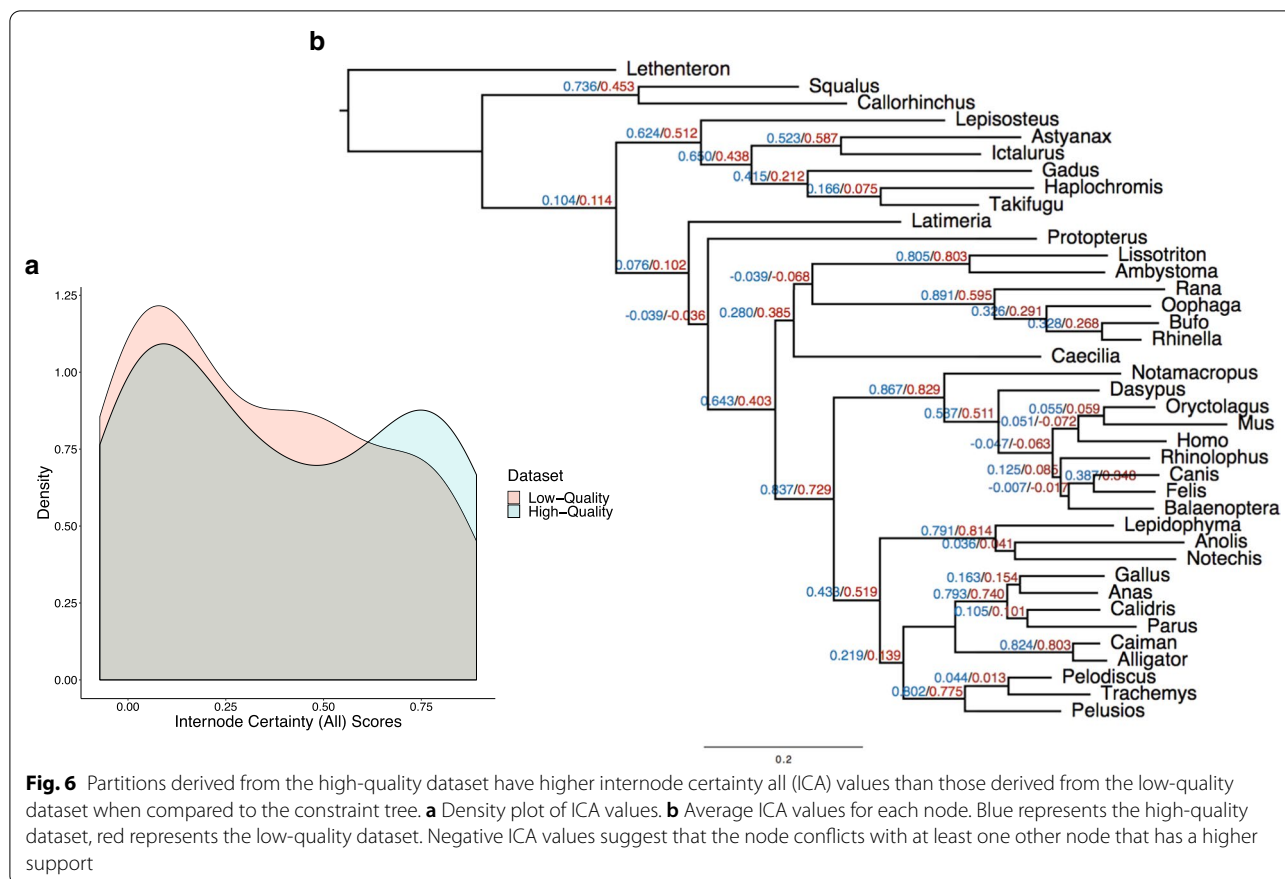 b
Lethenteron
0.736/0.453
Squalus
Callorhinchus
Lepisosteus
0.624/0.512
0.523/0.587
Astyanax
0.650/0.438
Ictalurus
0.415/0.212
Gadus
0.166/0.075
Haplochromis
Takifugu
0.104/0.114
Latimeria
Protopterus
0.076/0.102
0.805/0.803
Lissotriton
-0.039/-0.068
Ambystoma
0.891/0.595
Rana
-0.039/-0.036
0.280/0.385
0.326/0.291
Oophaga
0.328/0.268
Bufo
Rhinella
Caecilia
0.867/0.829
Notamacropus
0.643/0.403
Dasypus
0.587/0.511
0.055/0.059
Oryctolagus
0.051/-0.072
Mus
-0.047/-0.063
Homo
Rhinolophus
0.125/0.085
0.387/0.348
Canis
-0.007/-0.017
Felis
0.837/0.729
Balaenoptera
0.791/0.814
Lepidophyma
0.036/0.041
Anolis
Notechis
0.163/0.154
Gallus
0.433/0.519
0.793/0.740
Anas
0.105/0.101
Calidris
Parus
0.824/0.803
Caiman
0.219/0.139
Alligator
0.044/0.013
Pelodiscus
0.802/0.775
Trachemys
Pelusios
0.2
a
1.25
1.00
0.75
0.50
0.25
0.00
Density
0.00 0.25 0.50 0.75
Internode Certainty (All) Scores
Dataset
Low-Quality
High-Quality
Fig. 6 Partitions derived from the high-quality dataset have higher internode certainty all (ICA) values than those derived from the low-quality
dataset when compared to the constraint tree. a Density plot of ICA values. b Average ICA values for each node. Blue represents the high-quality
dataset, red represents the low-quality dataset. Negative ICA values suggest that the node conflicts with at least one other node that has a higher
support